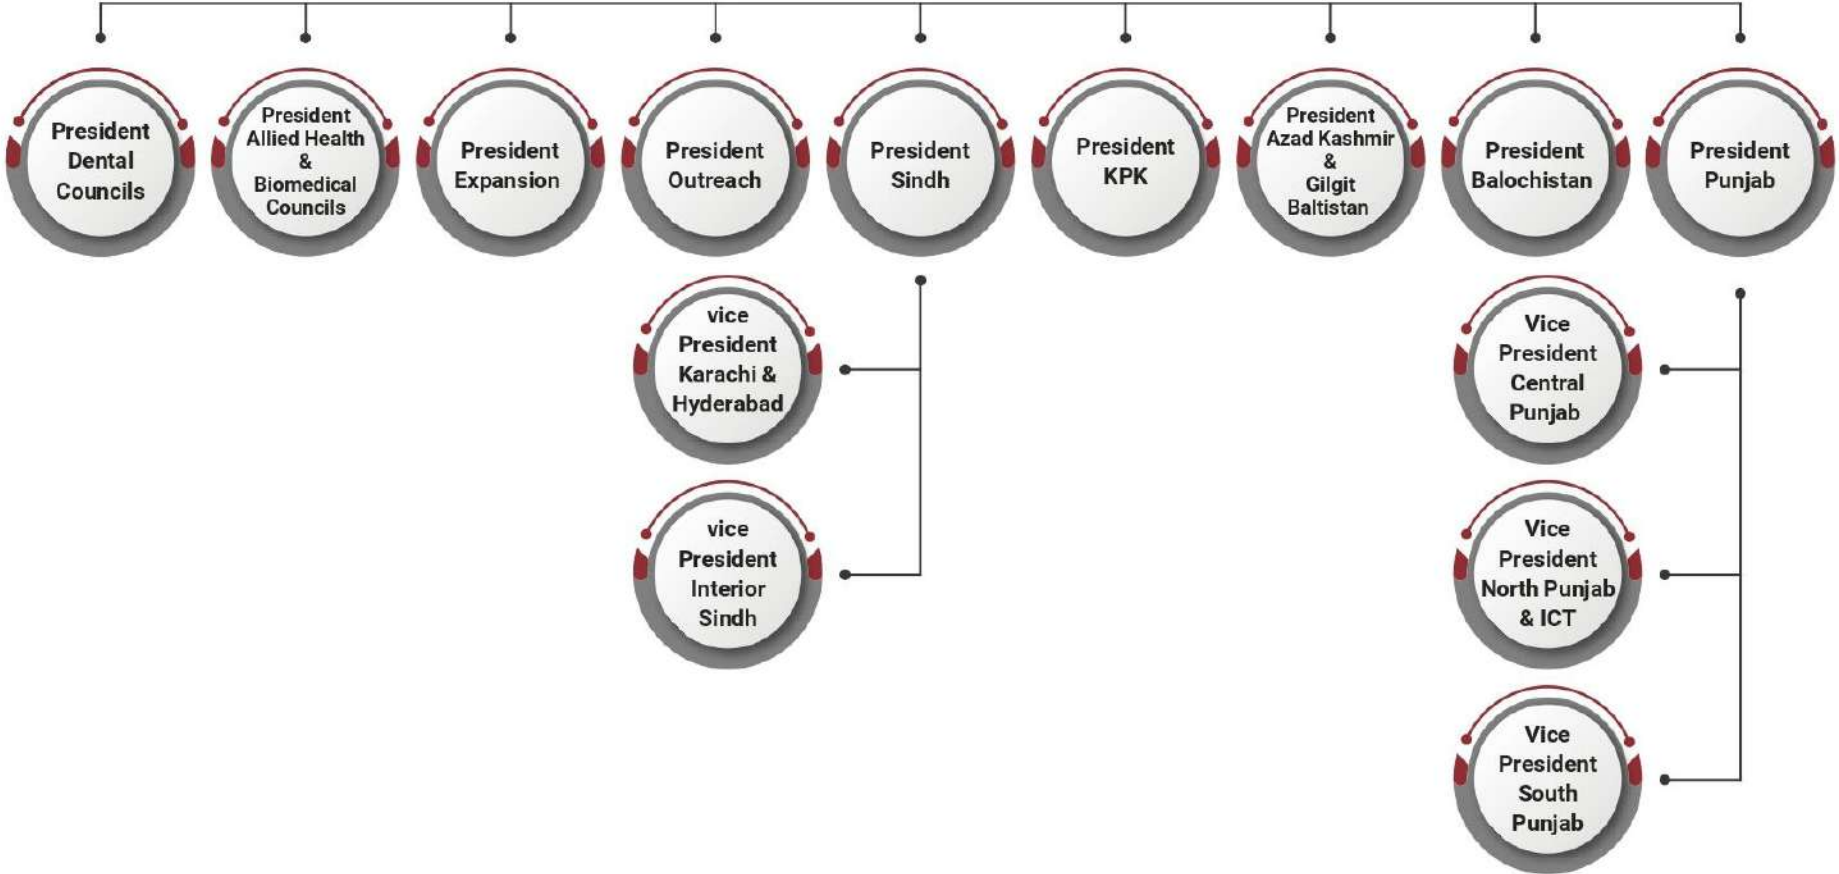 President
Dental
Councils
President
Allied Health
&
Biomedical
Councils
President
Expansion
President
Outreach
President
Sindh
President
KPK
President
Azad Kashmir
&
Gilgit
Baltistan
President
Balochistan
President
Punjab
vice
President
Karachi &
Hyderabad
vice
President
Interior
Sindh
Vice
President
Central
Punjab
Vice
President
North Punjab
& ICT
Vice
President
South
Punjab